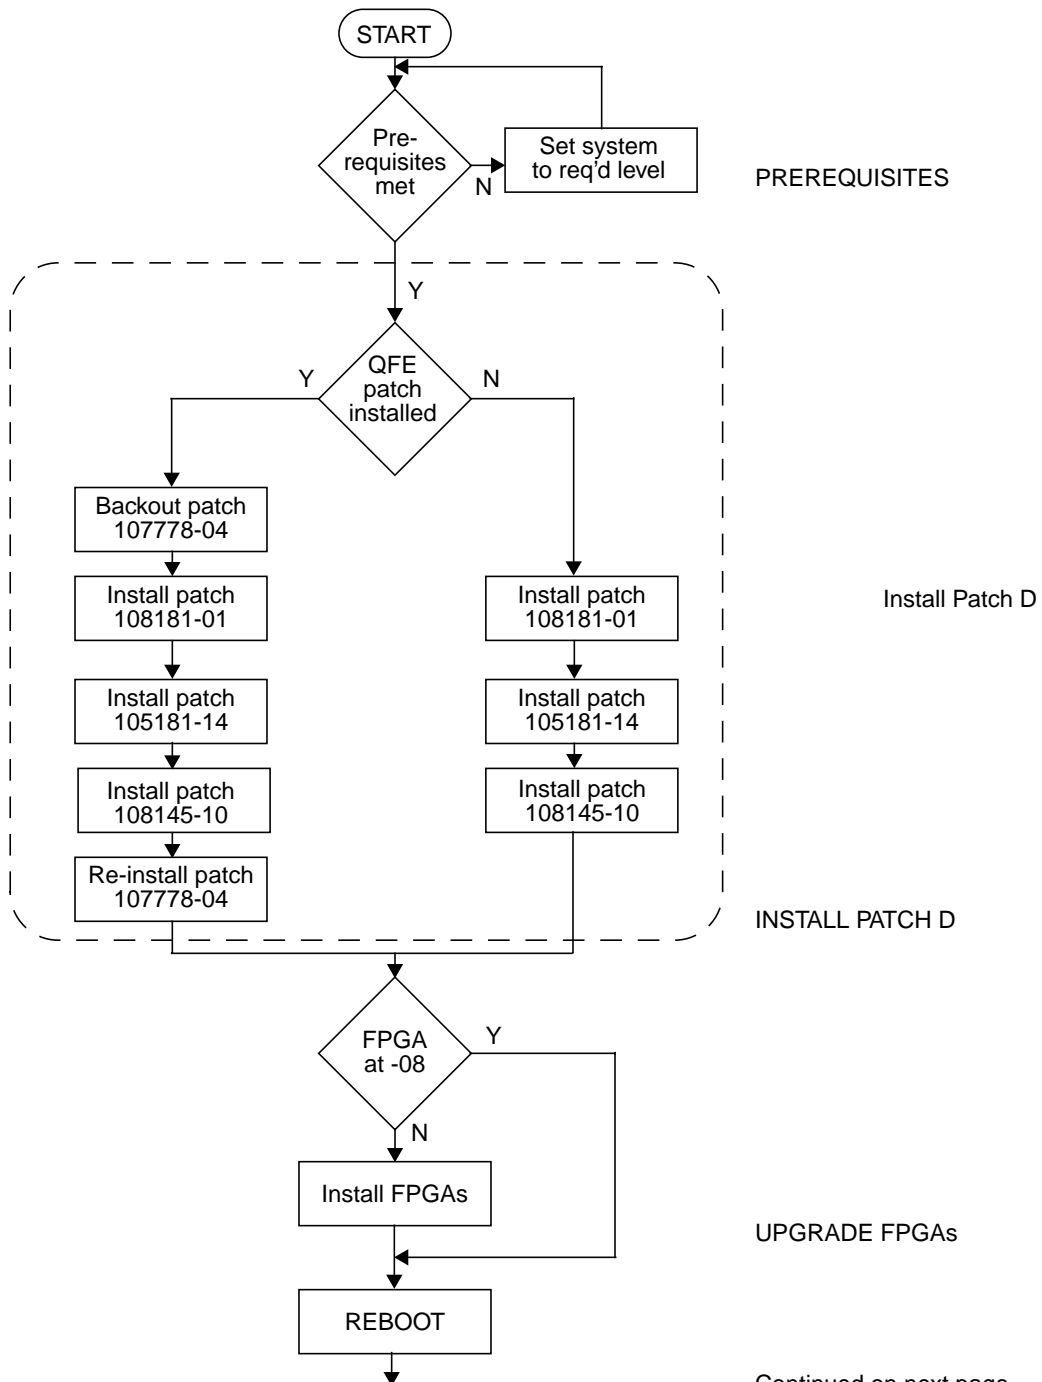 START
Pre-
requisites
met
N
Set system
to req’d level
PREREQUISITES
Y
QFE
patch
installed
Y
N
Backout patch
107778-04
Install patch
108181-01
Install patch
105181-14
Install patch
108145-10
Re-install patch
107778-04
Install patch
108181-01
Install patch
105181-14
Install patch
108145-10
Install Patch D
INSTALL PATCH D
FPGA
at -08
Y
N
Install FPGAs
UPGRADE FPGAs
REBOOT
Continued on next page